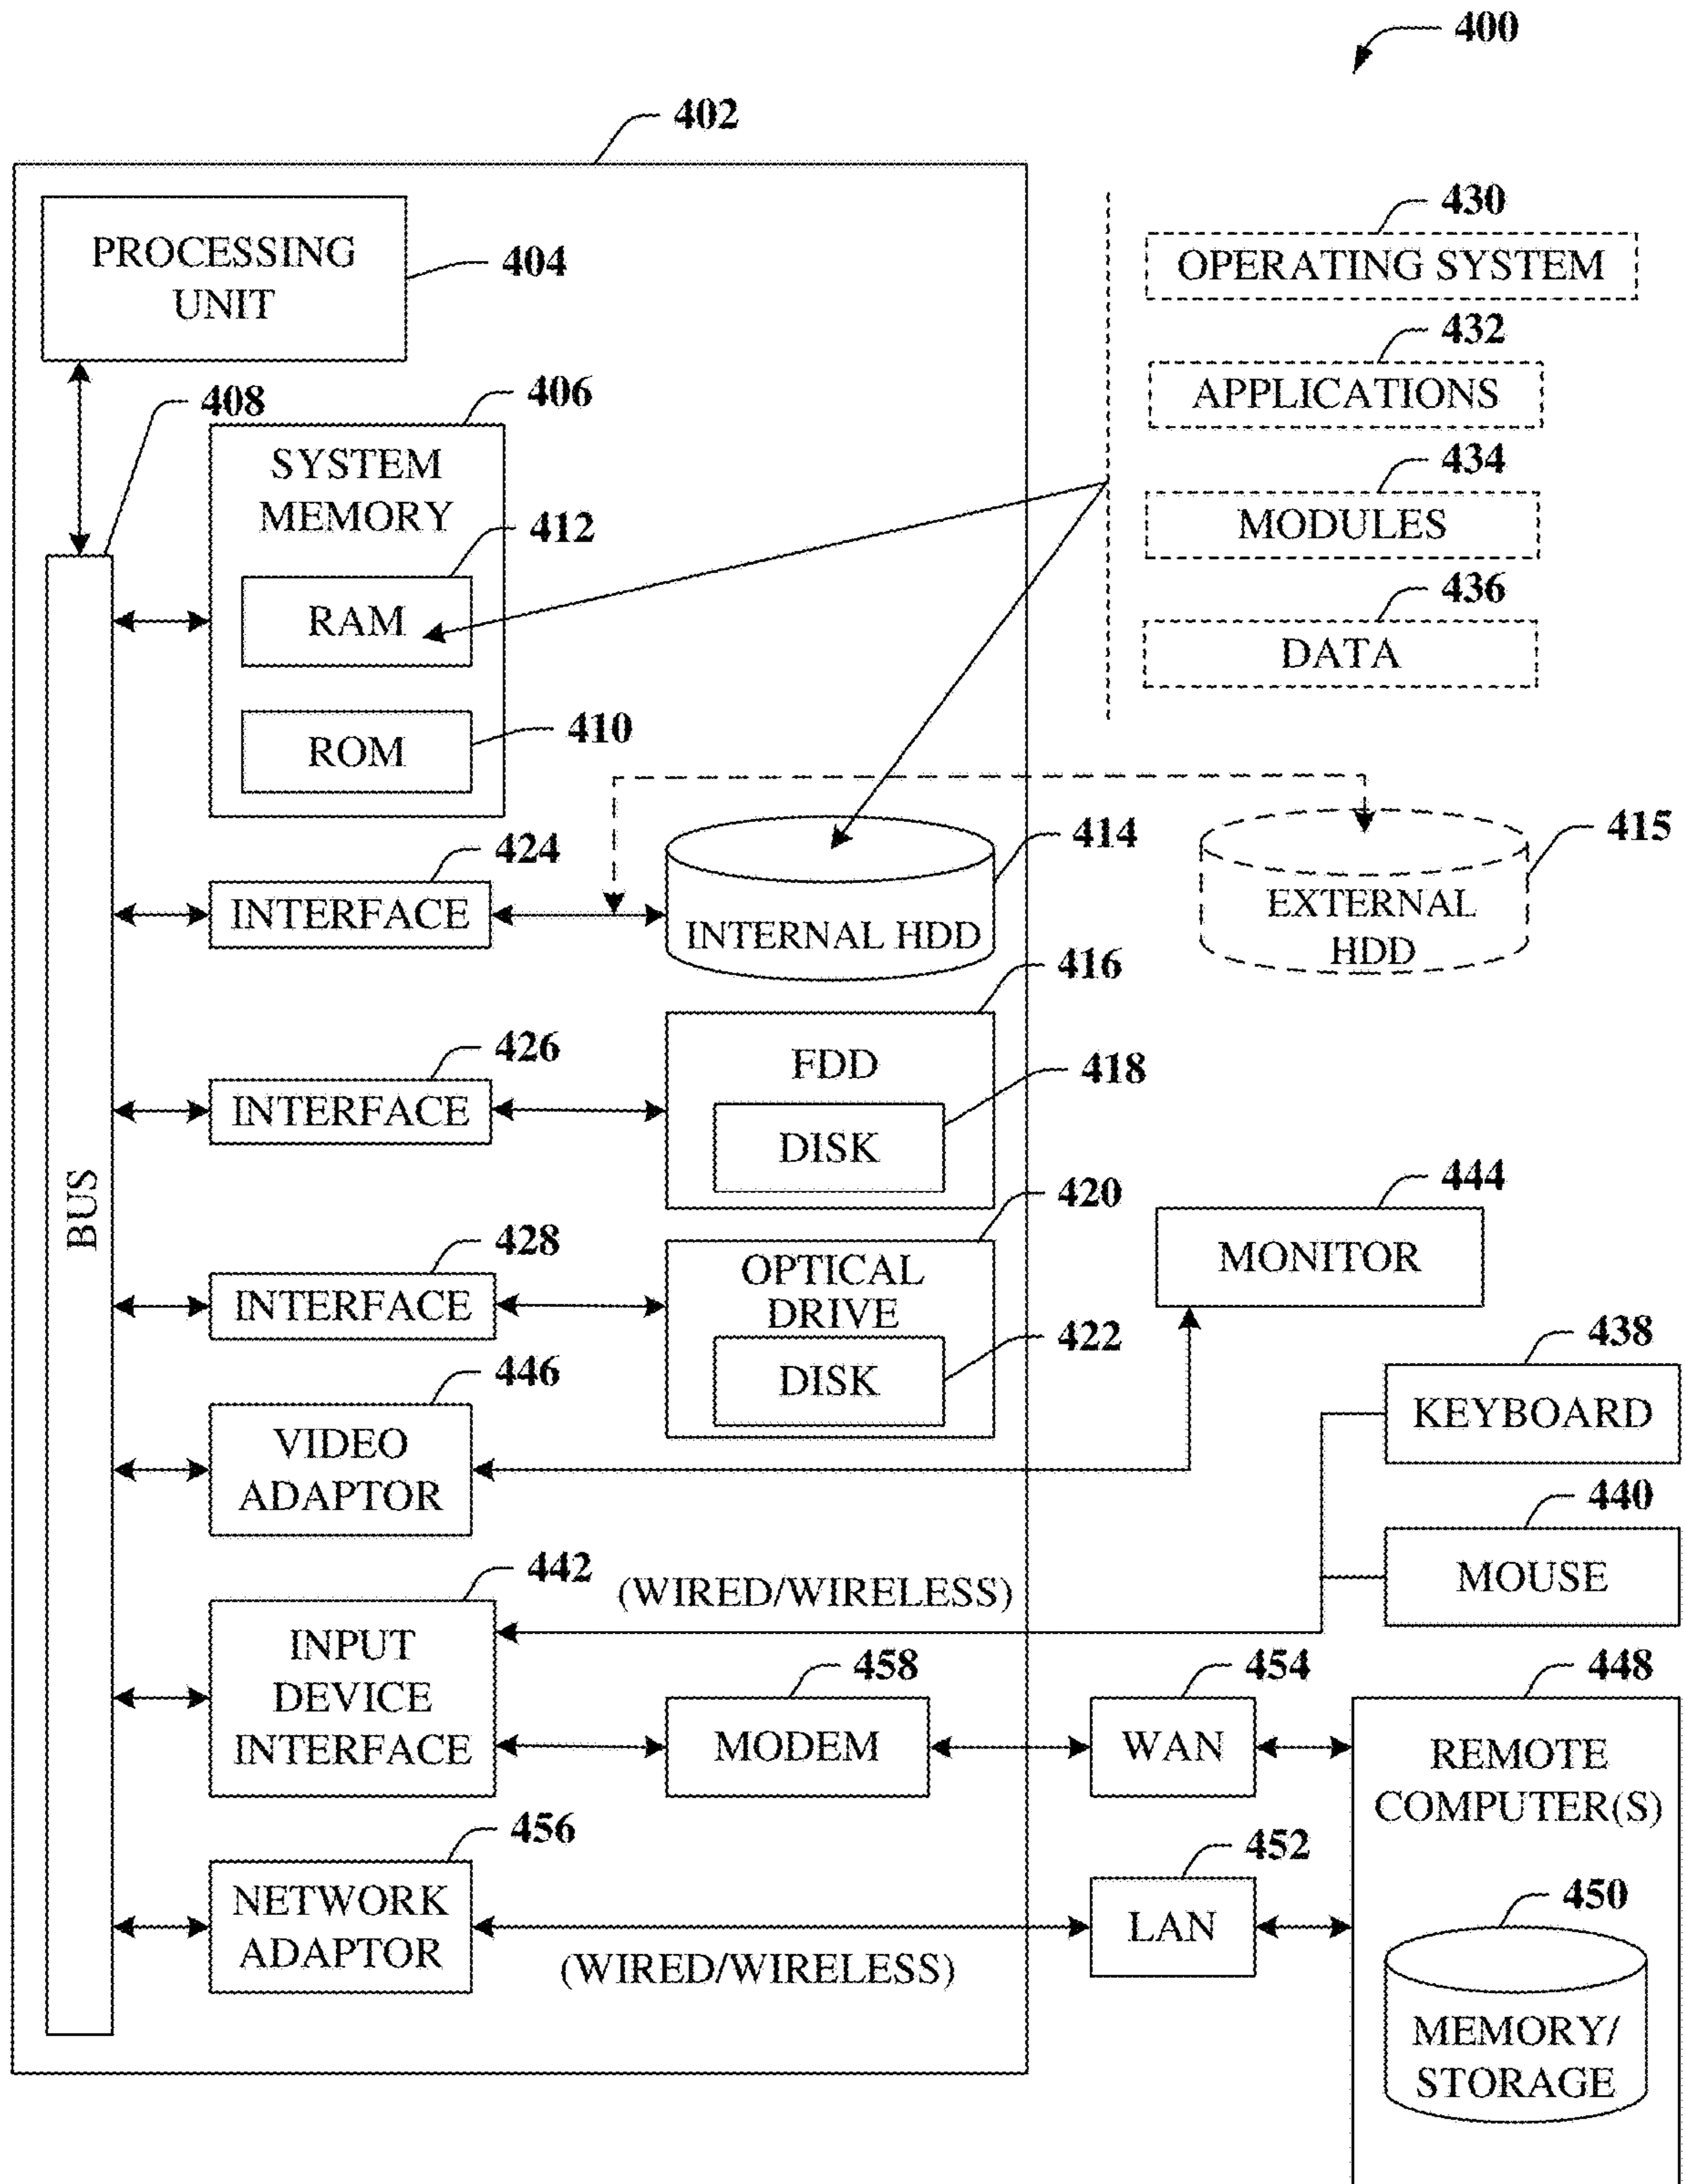 400
402
PROCESSING
UNIT
404
408
406
SYSTEM
MEMORY
412
RAM
410
ROM
430
OPERATING SYSTEM
432
APPLICATIONS
434
MODULES
436
DATA
424
INTERFACE
414
INTERNAL HDD
415
EXTERNAL
HDD
426
INTERFACE
416
FDD
418
DISK
BUS
428
INTERFACE
420
OPTICAL
DRIVE
422
DISK
444
MONITOR
438
KEYBOARD
446
VIDEO
ADAPTOR
440
MOUSE
442
(WIRED/WIRELESS)
INPUT
DEVICE
INTERFACE
458
MODEM
454
WAN
448
REMOTE
COMPUTER(S)
456
NETWORK
ADAPTOR
(WIRED/WIRELESS)
452
LAN
450
MEMORY/
STORAGE